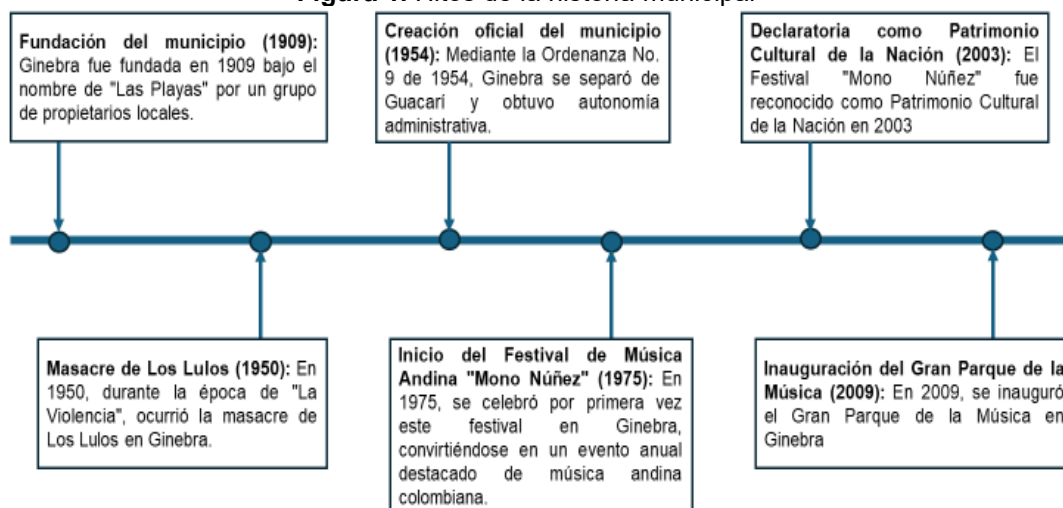 Figura 1. Hitos de la historia municipal
Fundación del municipio (1909):
Ginebra fue fundada en 1909 bajo el
nombre de "Las Playas" por un grupo
de propietarios locales.
Creación oficial del municipio
(1954): Mediante la Ordenanza No.
9 de 1954, Ginebra se separó de
Guacarí y obtuvo autonomía
administrativa.
Declaratoria como Patrimonio
Cultural de la Nación (2003): El
Festival "Mono Núñez" fue
reconocido como Patrimonio Cultural
de la Nación en 2003
Masacre de Los Lulos (1950): En
1950, durante la época de "La
Violencia", ocurrió la masacre de
Los Lulos en Ginebra.
Inicio del Festival de Música
Andina "Mono Núñez" (1975): En
1975, se celebró por primera vez
este festival en Ginebra,
convirtiéndose en un evento anual
destacado de música andina
colombiana.
Inauguración del Gran Parque de la
Música (2009): En 2009, se inauguró
el Gran Parque de la Música en
Ginebra